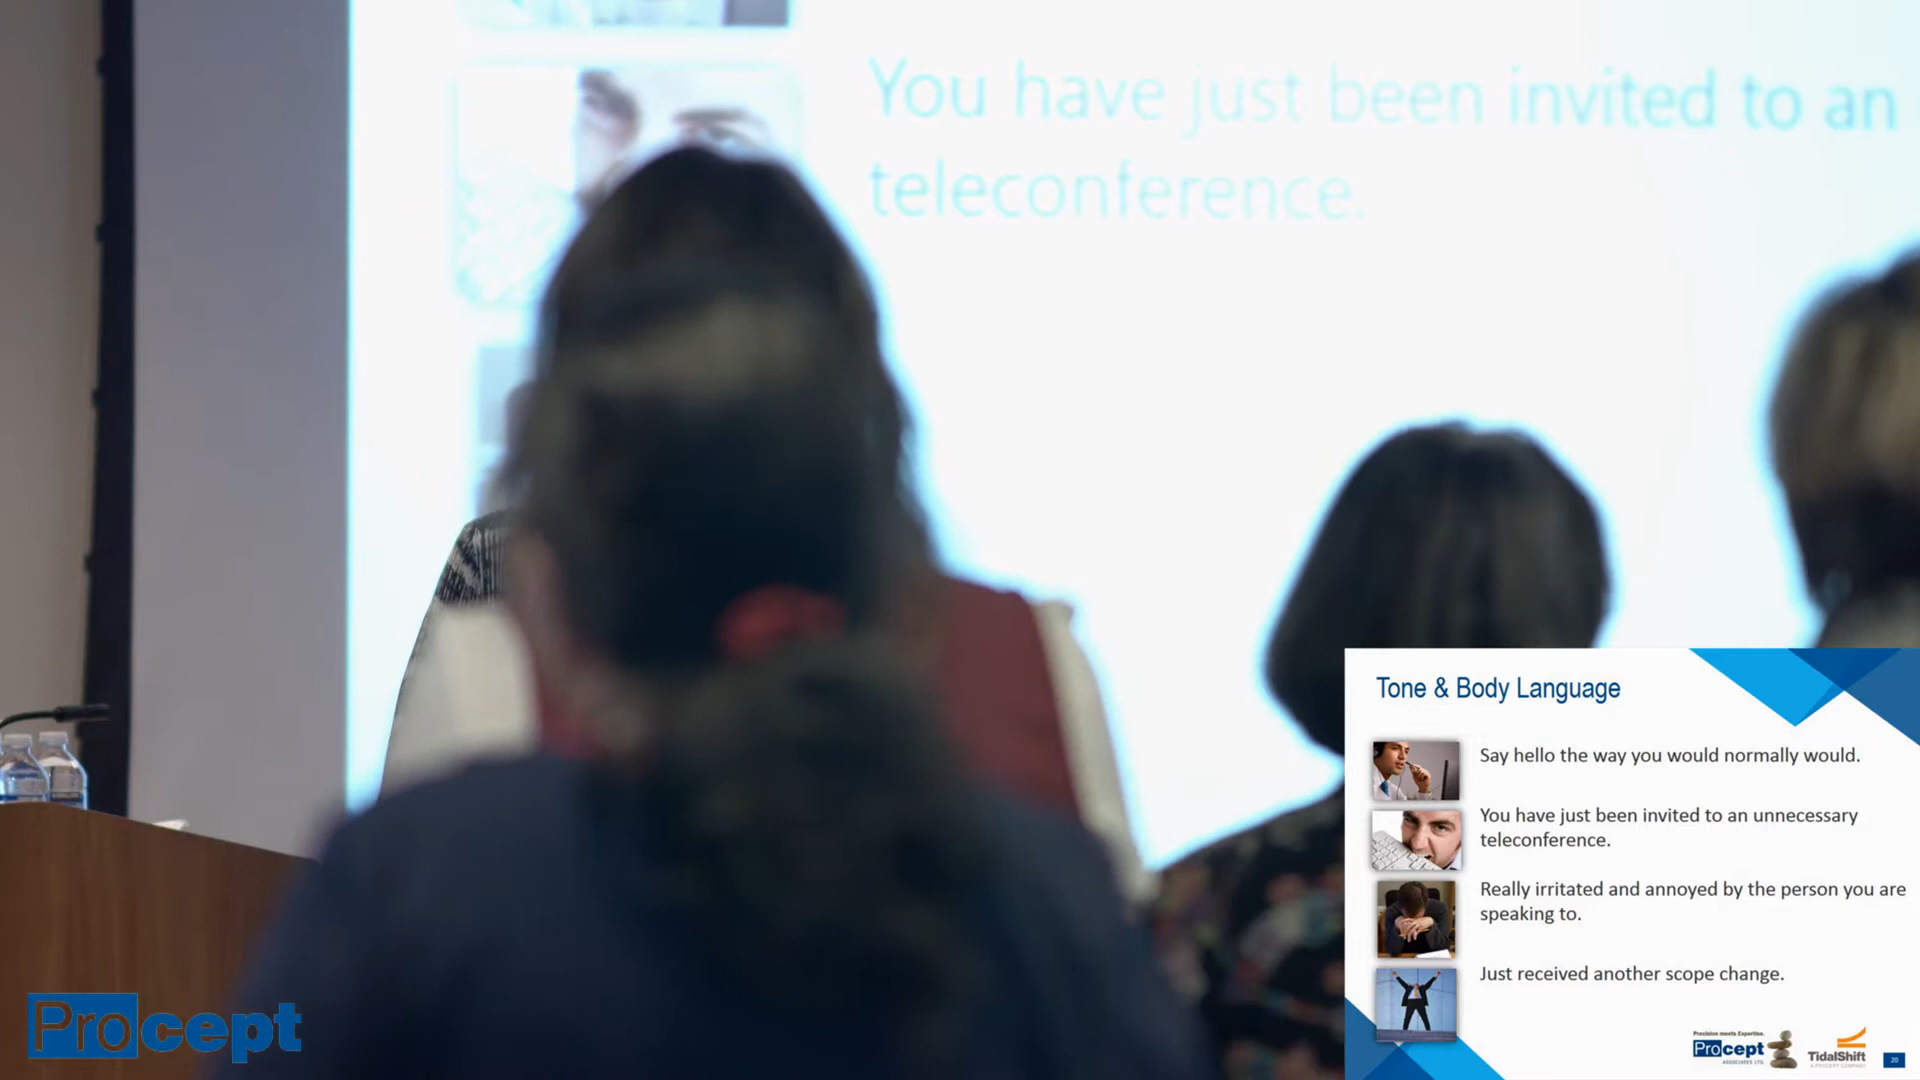 You have just been invited to an
teleconference.
Tone & Body Language
Say hello the way you would normally would.
You have just been invited to an unnecessary
teleconference.
Really irritated and annoyed by the person you are
speaking to.
Just received another scope change.
Precision meets Expertise.
Procept
ASSOCIATES LTD.
TidalShift
A PROCEPT COMPANY
20
Procept